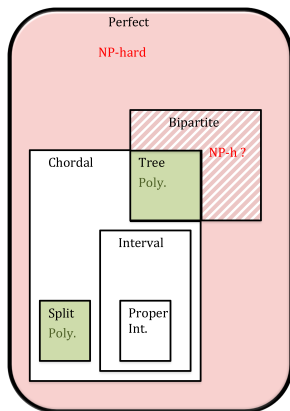 Perfect
NP-hard
Bipartite
NP-h ?
Chordal
Tree
Poly.
Interval
Split
Poly.
Proper
Int.